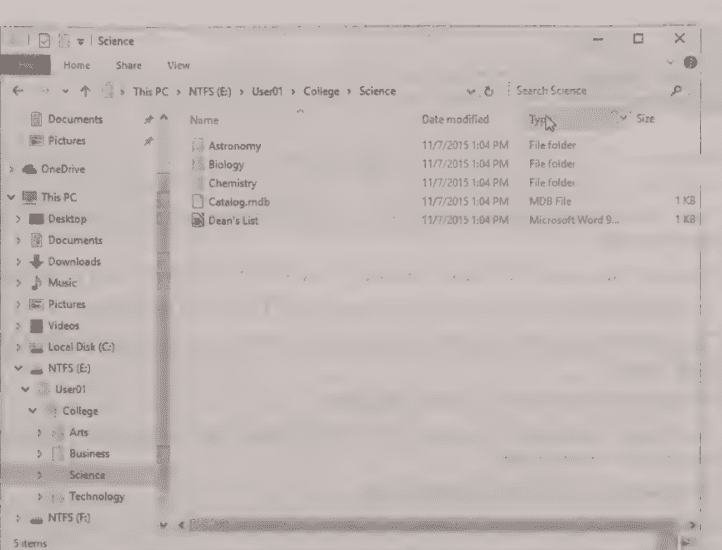 Science
File Home Share View
This PC > NTFS (E:) > User01 > College > Science Search Science
Documents
Pictures
OneDrive
This PC
Desktop
Documents
Downloads
Music
Pictures
Videos
Local Disk (C:)
NTFS (E:)
User01
College
Arts
Business
Science
Technology
NTFS (F:)
Name Date modified Type Size
Astronomy 11/7/2015 1:04 PM File folder
Biology 11/7/2015 1:04 PM File folder
Chemistry 11/7/2015 1:04 PM File folder
Catalog.mdb 11/7/2015 1:04 PM MDB File 1 KB
Dean's List 11/7/2015 1:04 PM Microsoft Word 9... 1 KB
5 items